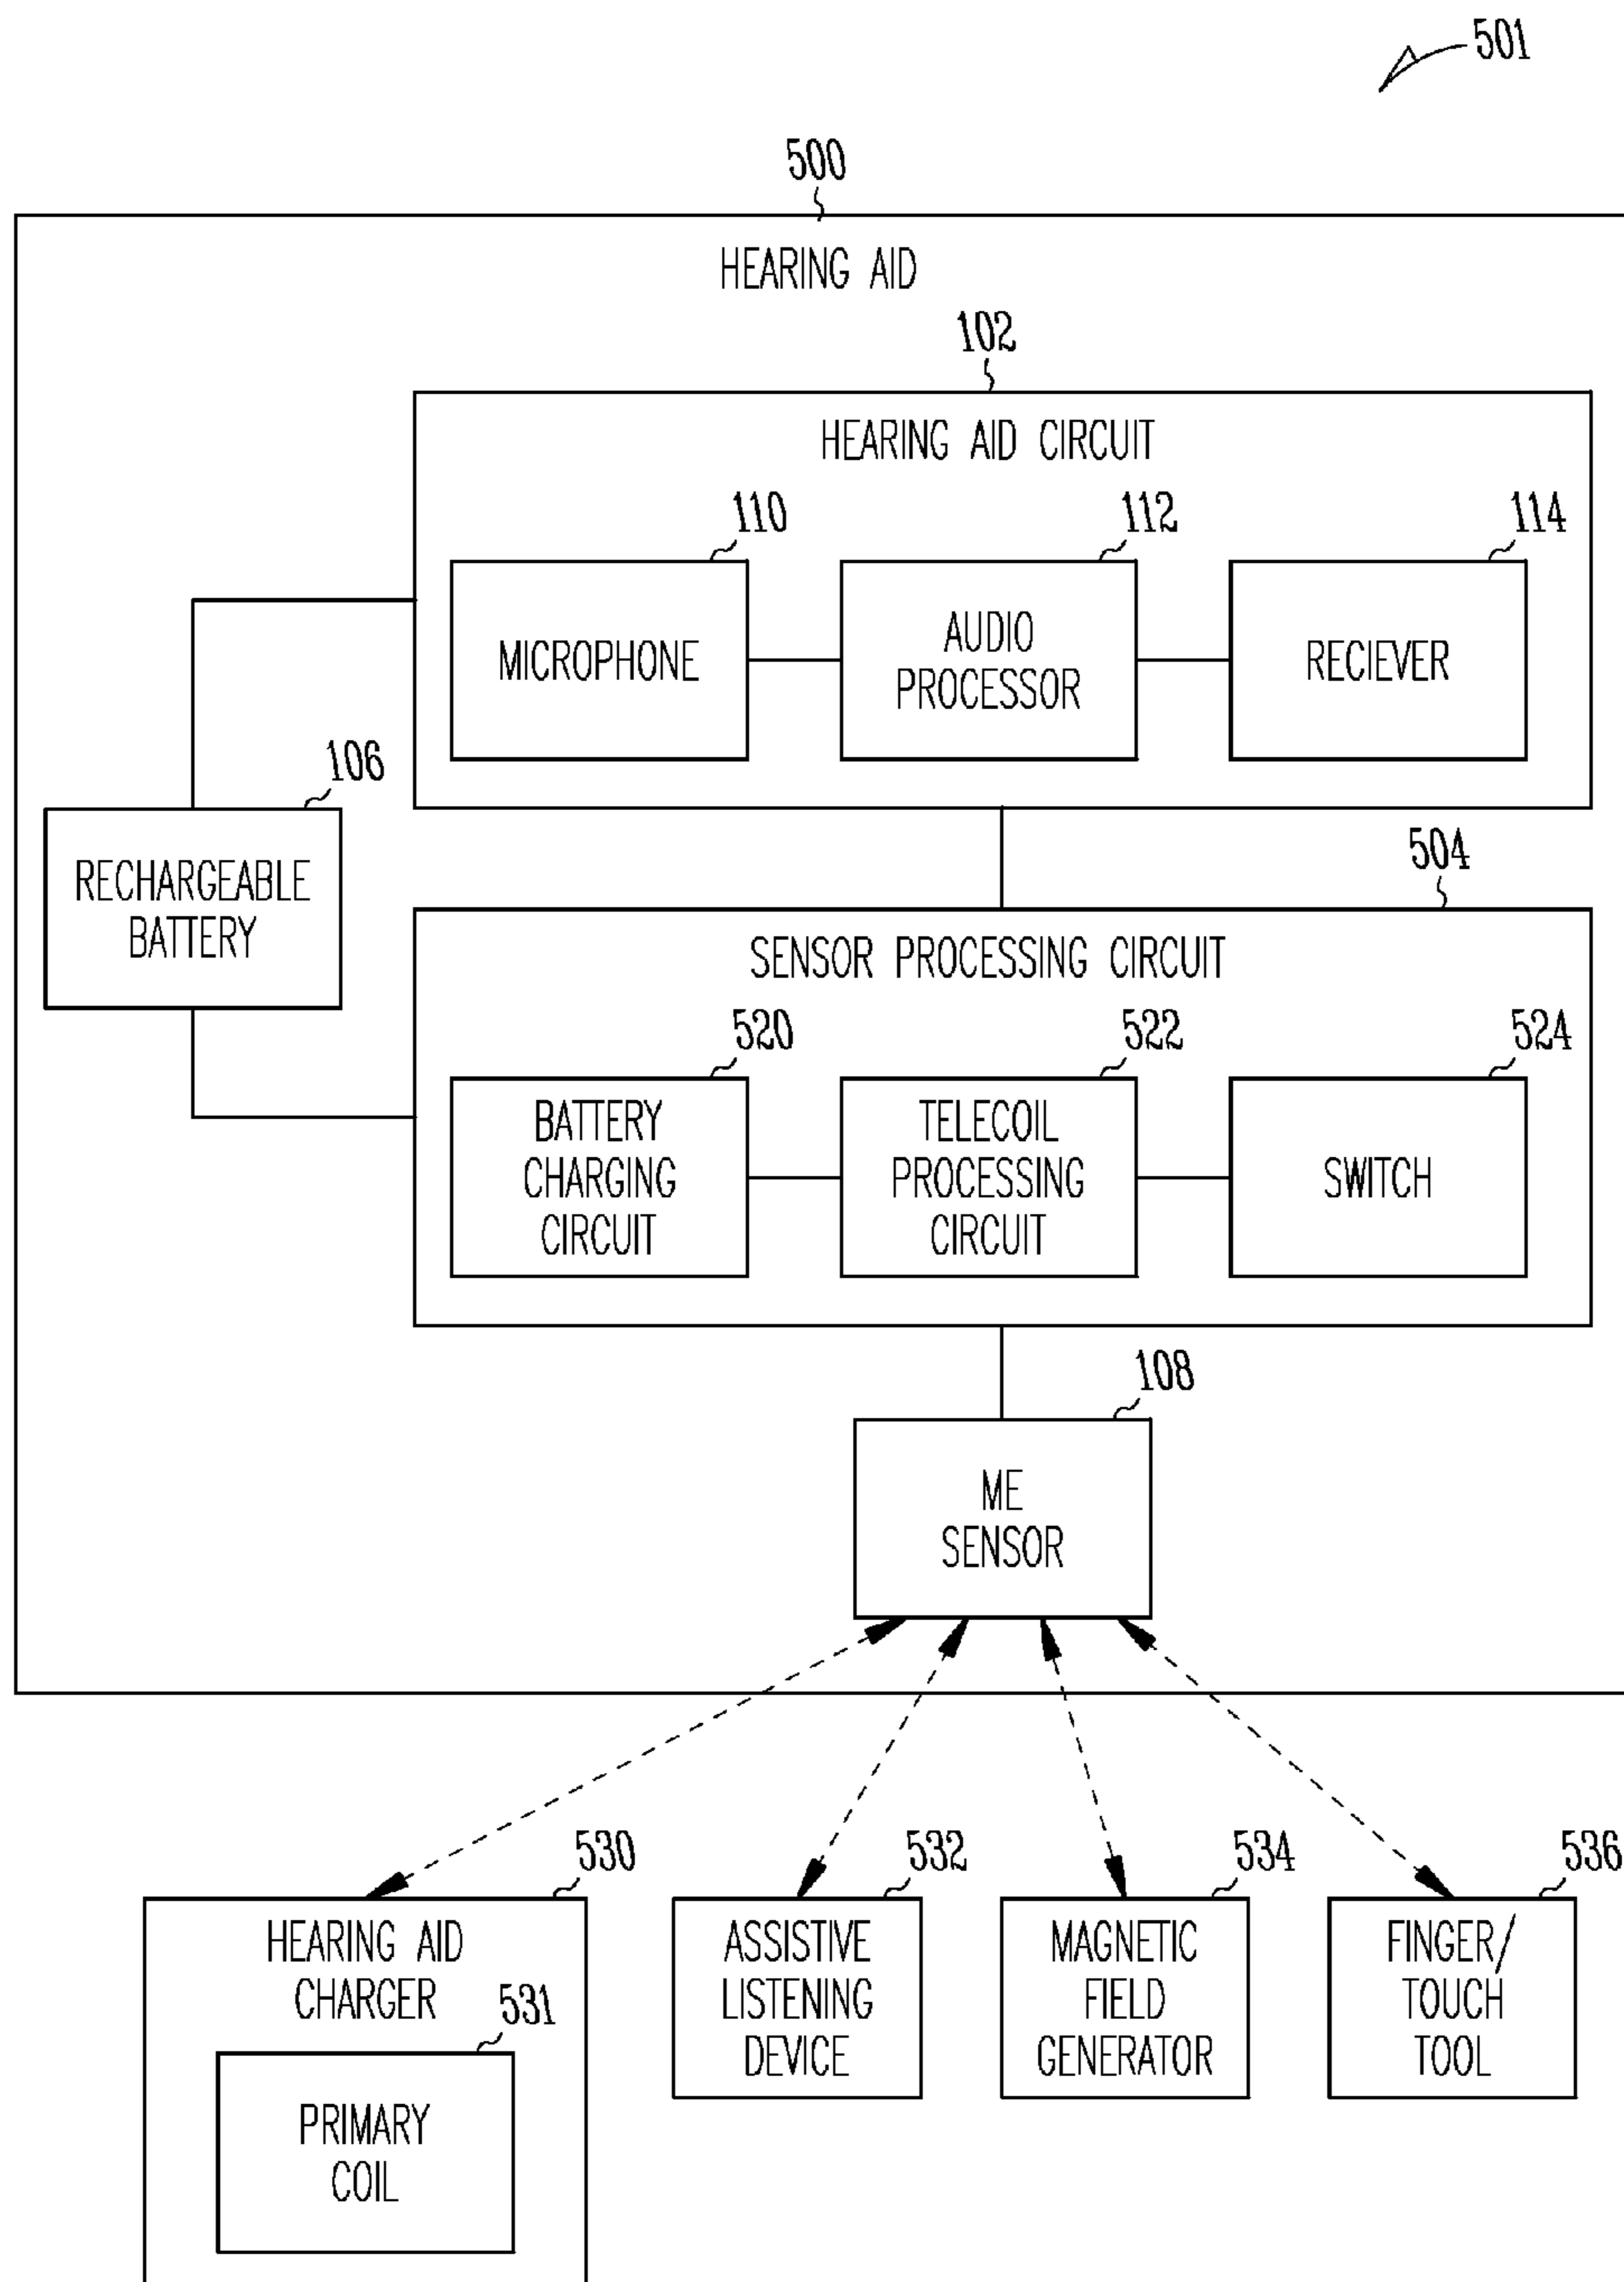 501
500
HEARING AID
102
HEARING AID CIRCUIT
110
112
114
MICROPHONE
AUDIO
PROCESSOR
RECIEVER
106
RECHARGEABLE
BATTERY
504
SENSOR PROCESSING CIRCUIT
520
522
524
BATTERY
CHARGING
CIRCUIT
TELECOIL
PROCESSING
CIRCUIT
SWITCH
108
ME
SENSOR
530
532
534
536
HEARING AID
CHARGER
531
PRIMARY
COIL
ASSISTIVE
LISTENING
DEVICE
MAGNETIC
FIELD
GENERATOR
FINGER/
TOUCH
TOOL